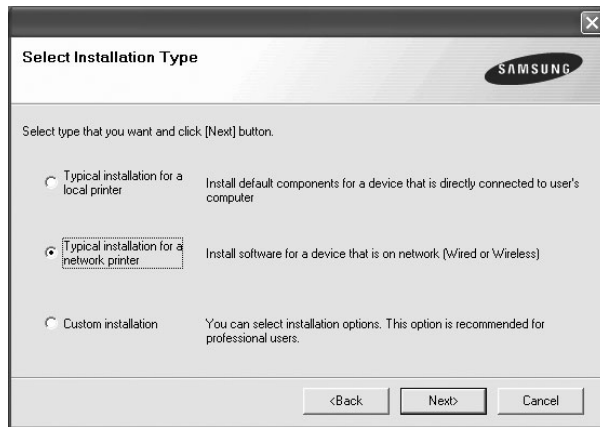 Select Installation Type
SAMSUNG
Select type that you want and click [Next] button.
Typical installation for a
local printer
Install default components for a device that is directly connected to user's
computer
Typical installation for a
network printer
Install software for a device that is on network (Wired or Wireless)
Custom installation
You can select installation options. This option is recommended for
professional users.
<Back
Next>
Cancel